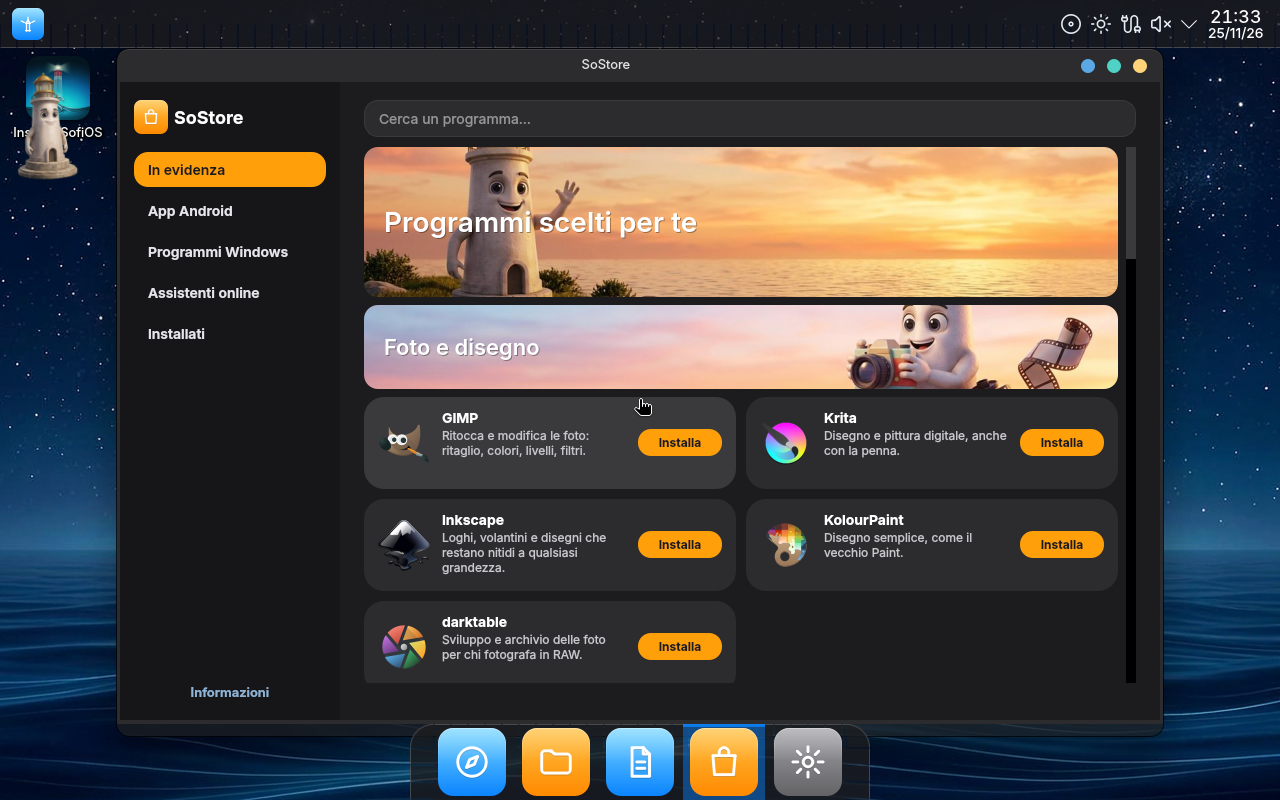 21:33
25/11/26
SoStore
SofiOS
SoStore
Cerca un programma...
In evidenza
App Android
Programmi Windows
Assistenti online
Installati
Informazioni
Programmi scelti per te
Foto e disegno
GIMP
Ritocca e modifica le foto:
ritaglio, colori, livelli, filtri.
Installa
Krita
Disegno e pittura digitale, anche
con la penna.
Installa
Inkscape
Loghi, volantini e disegni che
restano nitidi a qualsiasi
grandezza.
Installa
KolourPaint
Disegno semplice, come il
vecchio Paint.
Installa
darktable
Sviluppo e archivio delle foto
per chi fotografa in RAW.
Installa